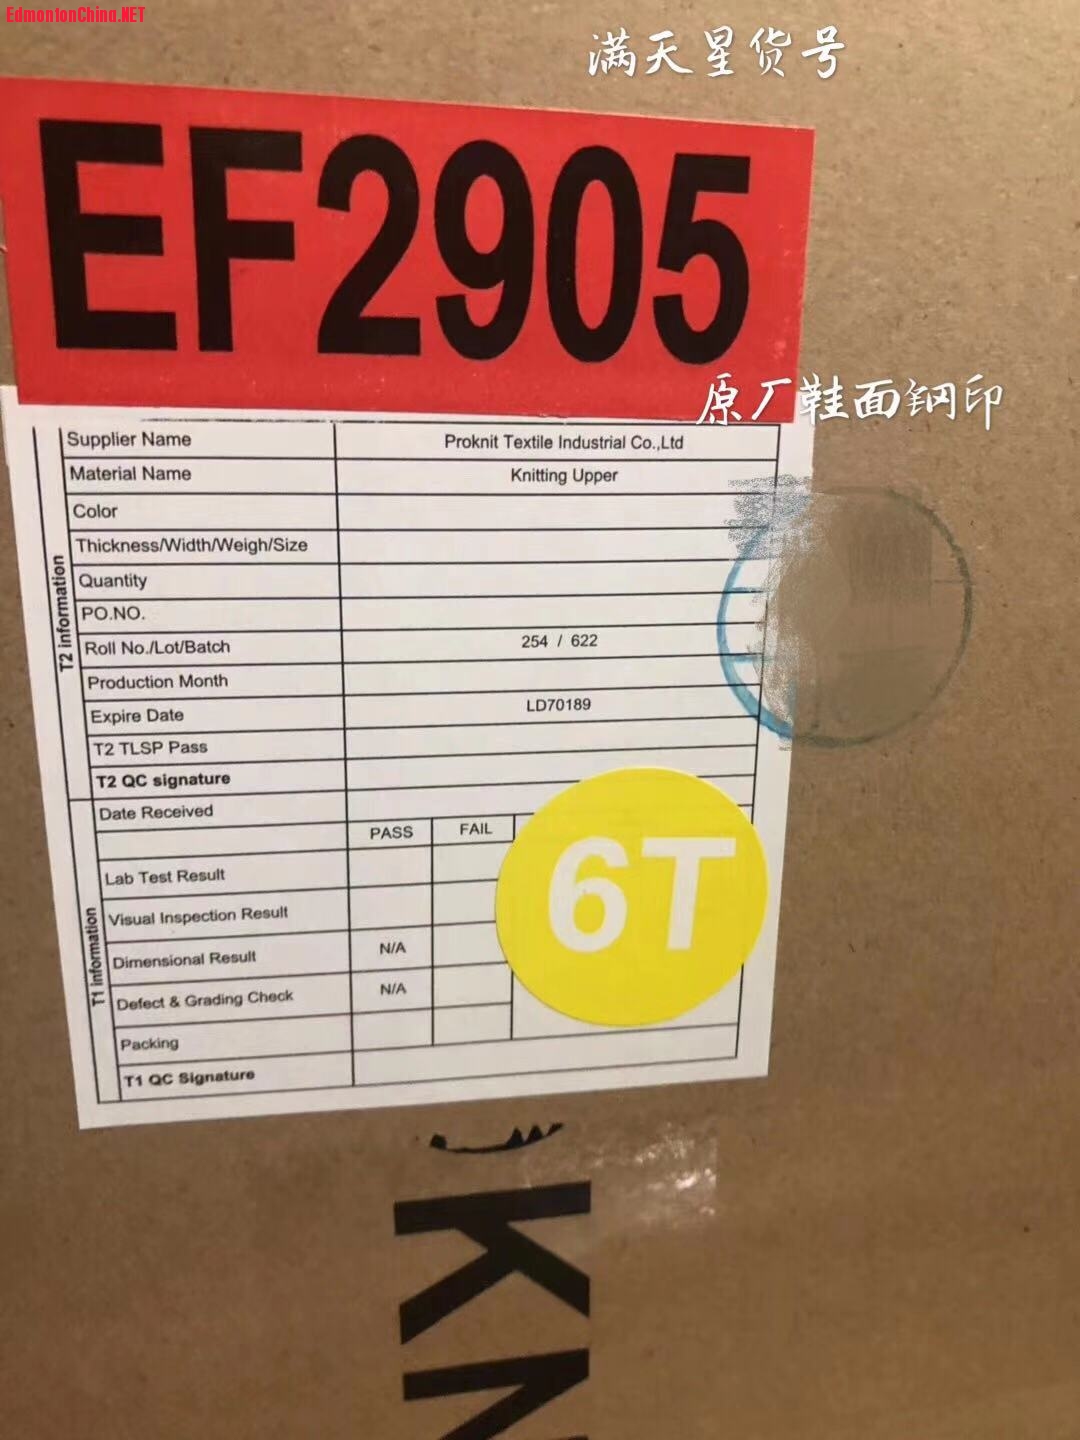 EdmontonChina.NET
满天星货号
EF2905
原厂鞋面钢印
T2 information
Supplier Name Proknit Textile Industrial Co.,Ltd
Material Name Knitting Upper
Color
Thickness/Width/Weigh/Size
Quantity
PO.NO.
Roll No./Lot/Batch 254 / 622
Production Month
Expire Date LD70189
T2 TLSP Pass
T2 QC signature
T1 information
Date Received
PASS FAIL
Lab Test Result
Visual Inspection Result
Dimensional Result N/A
Defect & Grading Check N/A
Packing
T1 QC Signature
6T
KN